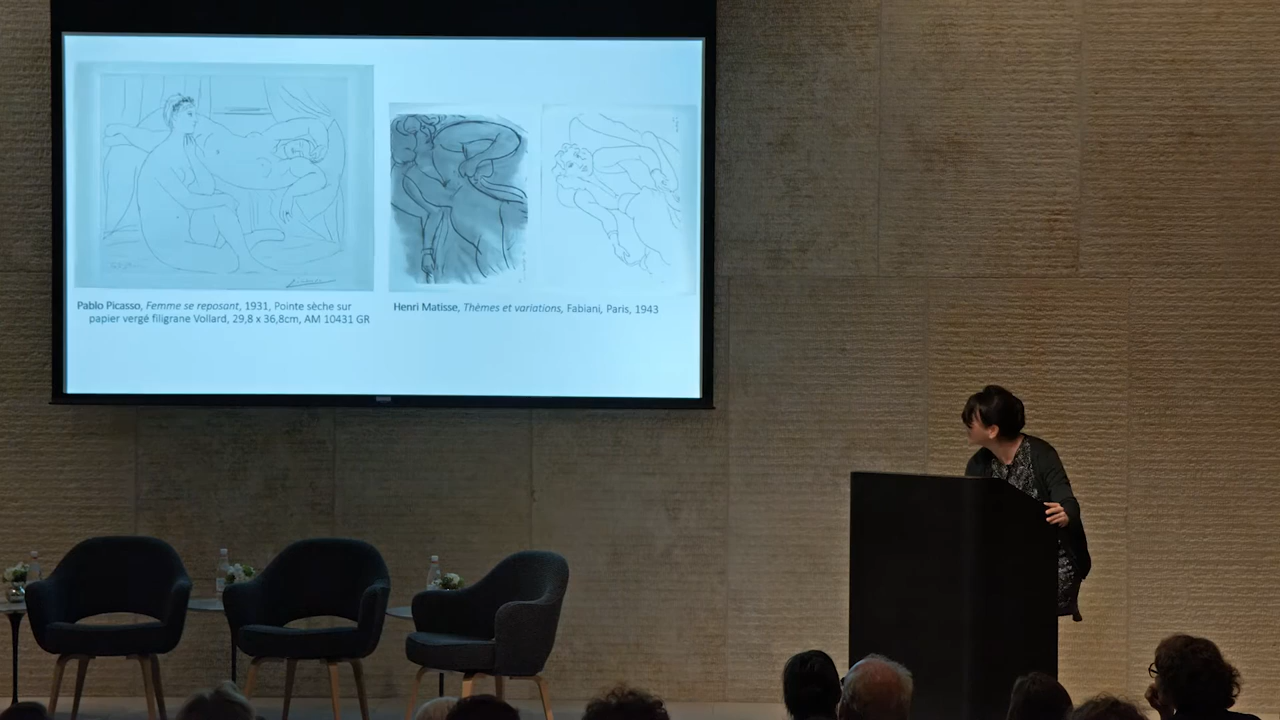 Pablo Picasso, Femme se reposant, 1931, Pointe sèche sur
papier vergé filigrane Vollard, 29,8 x 36,8cm, AM 10431 GR
Henri Matisse, Thèmes et variations, Fabiani, Paris, 1943